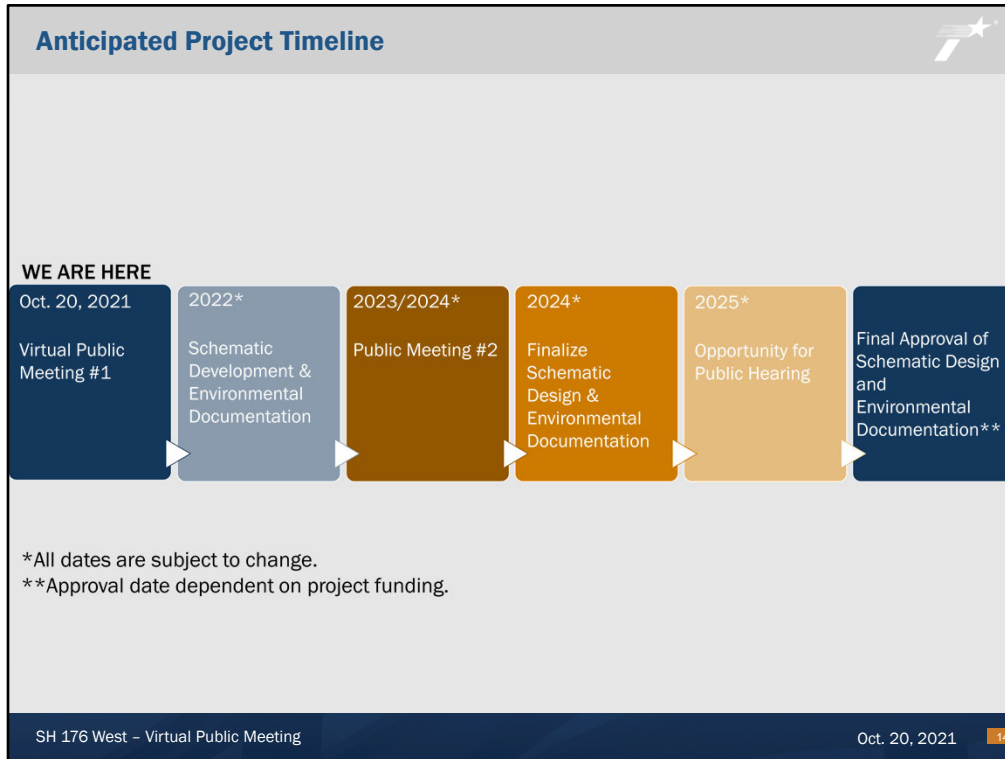 Anticipated Project Timeline
WE ARE HERE
Oct. 20, 2021
Virtual Public
Meeting #1
2022*
Schematic
Development &
Environmental
Documentation
2023/2024*
Public Meeting #2
2024*
Finalize
Schematic
Design &
Environmental
Documentation
2025*
Opportunity for
Public Hearing
Final Approval of
Schematic Design
and
Environmental
Documentation**
*All dates are subject to change.
**Approval date dependent on project funding.
SH 176 West – Virtual Public Meeting
Oct. 20, 2021
14